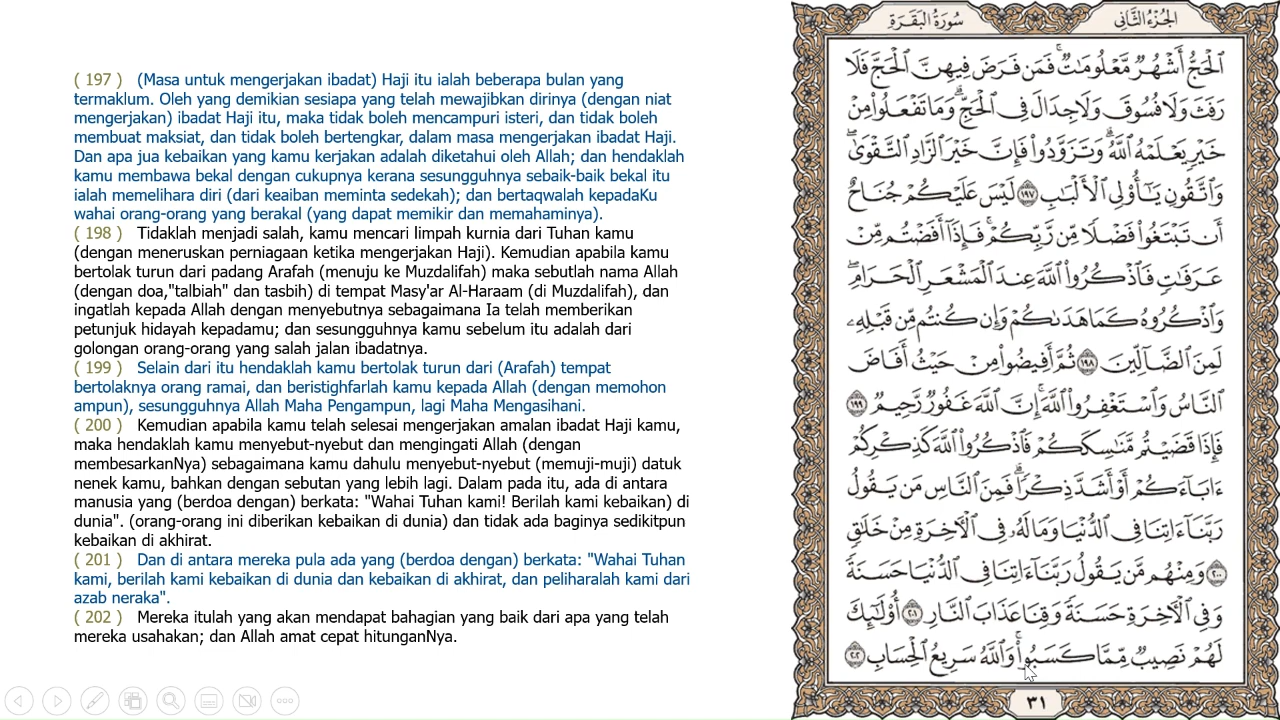 ( 197 ) (Masa untuk mengerjakan ibadat) Haji itu ialah beberapa bulan yang
termaklum. Oleh yang demikian sesiapa yang telah mewajibkan dirinya (dengan niat
mengerjakan) ibadat Haji itu, maka tidak boleh mencampuri isteri, dan tidak boleh
membuat maksiat, dan tidak boleh bertengkar, dalam masa mengerjakan ibadat Haji.
Dan apa jua kebaikan yang kamu kerjakan adalah diketahui oleh Allah; dan hendaklah
kamu membawa bekal dengan cukupnya kerana sesungguhnya sebaik-baik bekal itu
ialah memelihara diri (dari keaiban meminta sedekah); dan bertaqwalah kepadaKu
wahai orang-orang yang berakal (yang dapat memikir dan memahaminya).
( 198 ) Tidaklah menjadi salah, kamu mencari limpah kurnia dari Tuhan kamu
(dengan meneruskan perniagaan ketika mengerjakan Haji). Kemudian apabila kamu
bertolak turun dari padang Arafah (menuju ke Muzdalifah) maka sebutlah nama Allah
(dengan doa,"talbiah" dan tasbih) di tempat Masy'ar Al-Haraam (di Muzdalifah), dan
ingatlah kepada Allah dengan menyebutnya sebagaimana Ia telah memberikan
petunjuk hidayah kepadamu; dan sesungguhnya kamu sebelum itu adalah dari
golongan orang-orang yang salah jalan ibadatnya.
( 199 ) Selain dari itu hendaklah kamu bertolak turun dari (Arafah) tempat
bertolaknya orang ramai, dan beristighfarlah kamu kepada Allah (dengan memohon
ampun), sesungguhnya Allah Maha Pengampun, lagi Maha Mengasihani.
( 200 ) Kemudian apabila kamu telah selesai mengerjakan amalan ibadat Haji kamu,
maka hendaklah kamu menyebut-nyebut dan mengingati Allah (dengan
membesarkanNya) sebagaimana kamu dahulu menyebut-nyebut (memuji-muji) datuk
nenek kamu, bahkan dengan sebutan yang lebih lagi. Dalam pada itu, ada di antara
manusia yang (berdoa dengan) berkata: "Wahai Tuhan kami! Berilah kami kebaikan) di
dunia". (orang-orang ini diberikan kebaikan di dunia) dan tidak ada baginya sedikitpun
kebaikan di akhirat.
( 201 ) Dan di antara mereka pula ada yang (berdoa dengan) berkata: "Wahai Tuhan
kami, berilah kami kebaikan di dunia dan kebaikan di akhirat, dan peliharalah kami dari
azab neraka".
( 202 ) Mereka itulah yang akan mendapat bahagian yang baik dari apa yang telah
mereka usahakan; dan Allah amat cepat hitunganNya.
الجُزْءُ الثَّانِي
سُورَةُ البَقَرَةِ
ٱلْحَجُّ أَشْهُرٌ مَّعْلُومَٰتٌ ۚ فَمَن فَرَضَ فِيهِنَّ ٱلْحَجَّ فَلَا
رَفَثَ وَلَا فُسُوقَ وَلَا جِدَالَ فِى ٱلْحَجِّ ۗ وَمَا تَفْعَلُوا۟ مِنْ
خَيْرٍ يَعْلَمْهُ ٱللَّهُ ۗ وَتَزَوَّدُوا۟ فَإِنَّ خَيْرَ ٱلزَّادِ ٱلتَّقْوَىٰ ۖ
وَٱتَّقُونِ يَٰٓأُو۟لِى ٱلْأَلْبَٰبِ ١٩٧ لَيْسَ عَلَيْكُمْ جُنَاحٌ
أَن تَبْتَغُوا۟ فَضْلًا مِّن رَّبِّكُمْ ۚ فَإِذَآ أَفَضْتُم مِّنْ
عَرَفَٰتٍ فَٱذْكُرُوا۟ ٱللَّهَ عِندَ ٱلْمَشْعَرِ ٱلْحَرَامِ ۖ
وَٱذْكُرُوهُ كَمَا هَدَىٰكُمْ وَإِن كُنتُم مِّن قَبْلِهِۦ
لَمِنَ ٱلضَّآلِّينَ ١٩٨ ثُمَّ أَفِيضُوا۟ مِنْ حَيْثُ أَفَاضَ
ٱلنَّاسُ وَٱسْتَغْفِرُوا۟ ٱللَّهَ ۚ إِنَّ ٱللَّهَ غَفُورٌ رَّحِيمٌ ١٩٩
فَإِذَا قَضَيْتُم مَّنَٰسِكَكُمْ فَٱذْكُرُوا۟ ٱللَّهَ كَذِكْرِكُمْ
ءَابَآءَكُمْ أَوْ أَشَدَّ ذِكْرًا ۗ فَمِنَ ٱلنَّاسِ مَن يَقُولُ
رَبَّنَآ ءَاتِنَا فِى ٱلدُّنْيَا وَمَا لَهُۥ فِى ٱلْءَاخِرَةِ مِنْ خَلَٰقٍ
٢٠٠ وَمِنْهُم مَّن يَقُولُ رَبَّنَآ ءَاتِنَا فِى ٱلدُّنْيَا حَسَنَةً
وَفِى ٱلْءَاخِرَةِ حَسَنَةً وَقِنَا عَذَابَ ٱلنَّارِ ٢٠١ أُو۟لَٰٓئِكَ
لَهُمْ نَصِيبٌ مِّمَّا كَسَبُوا۟ ۚ وَٱللَّهُ سَرِيعُ ٱلْحِسَابِ ٢٠٢
٣١